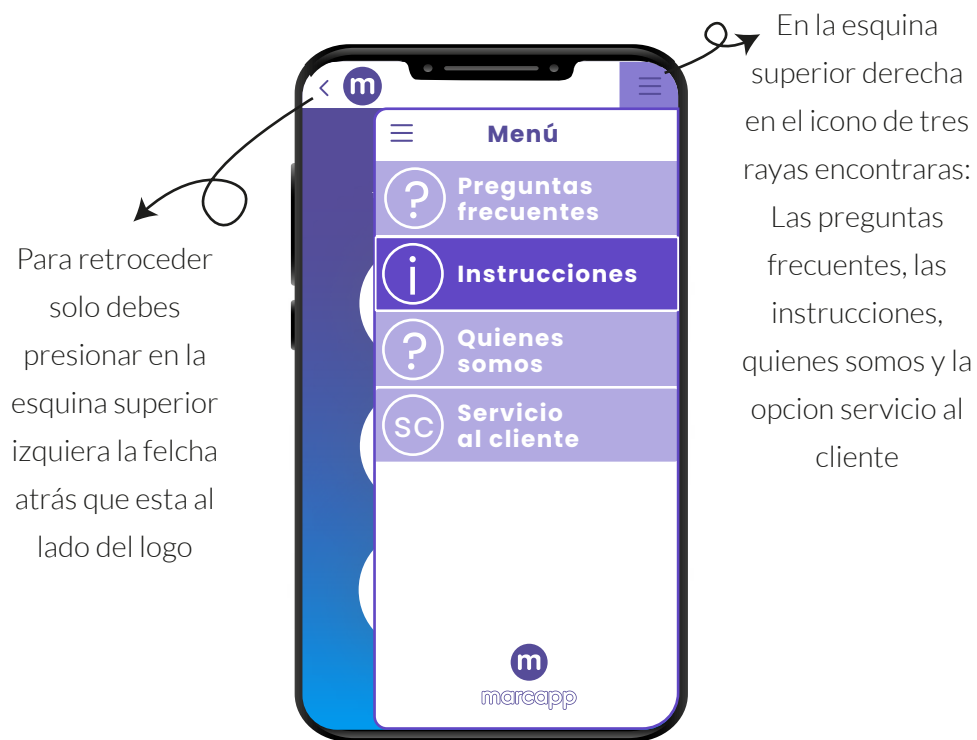 Para retroceder
solo debes
presionar en la
esquina superior
izquiera la felcha
atrás que esta al
lado del logo
m
Menú
?
Preguntas
frecuentes
i
Instrucciones
?
Quienes
somos
SC
Servicio
al cliente
m
marcapp
En la esquina
superior derecha
en el icono de tres
rayas encontraras:
Las preguntas
frecuentes, las
instrucciones,
quienes somos y la
opcion servicio al
cliente